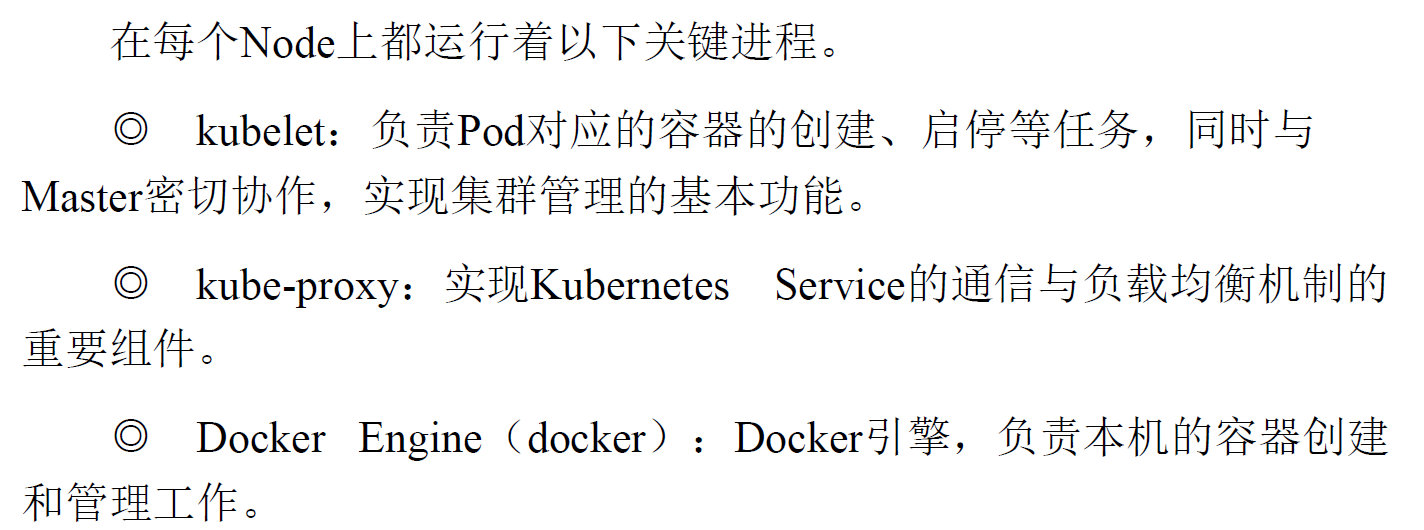 在每个Node上都运行着以下关键进程。
◎ kubelet：负责Pod对应的容器的创建、启停等任务，同时与
Master密切协作，实现集群管理的基本功能。
◎ kube-proxy：实现Kubernetes Service的通信与负载均衡机制的
重要组件。
◎ Docker Engine（docker）：Docker引擎，负责本机的容器创建
和管理工作。